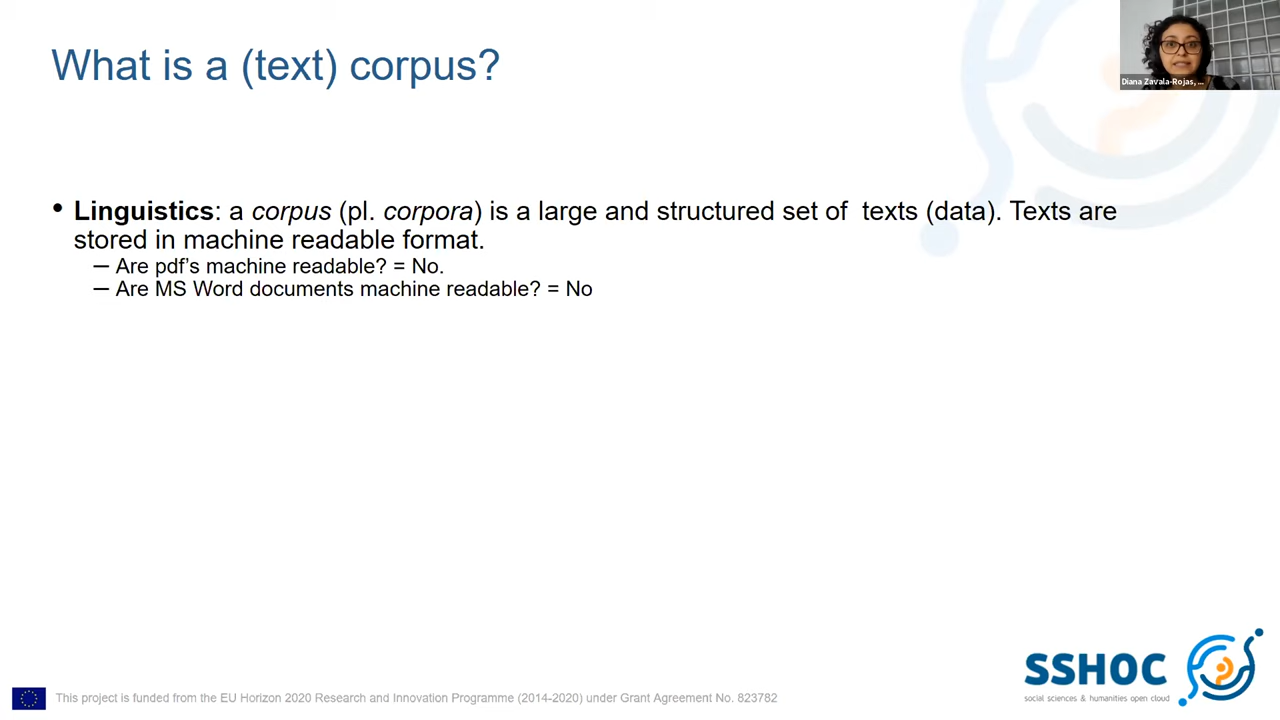 What is a (text) corpus?
Diana Zavala-Rojas, ...
• Linguistics: a corpus (pl. corpora) is a large and structured set of  texts (data). Texts are
stored in machine readable format.
– Are pdf's machine readable? = No.
– Are MS Word documents machine readable? = No
SSHOC
social sciences & humanities open cloud
This project is funded from the EU Horizon 2020 Research and Innovation Programme (2014-2020) under Grant Agreement No. 823782